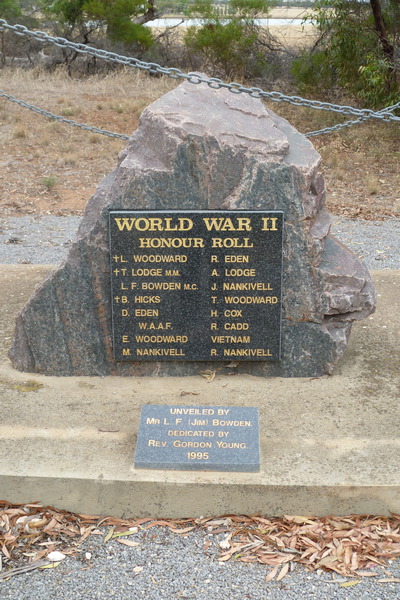 WORLD WAR II
HONOUR ROLL
†L. WOODWARD
†T. LODGE M.M.
L. F. BOWDEN M.C.
†B. HICKS
D. EDEN
W.A.A.F.
E. WOODWARD
M. NANKIVELL
R. EDEN
A. LODGE
J. NANKIVELL
T. WOODWARD
H. COX
R. CADD
VIETNAM
R. NANKIVELL
UNVEILED BY
MR L. F. (JIM) BOWDEN.
DEDICATED BY
REV. GORDON YOUNG.
1995